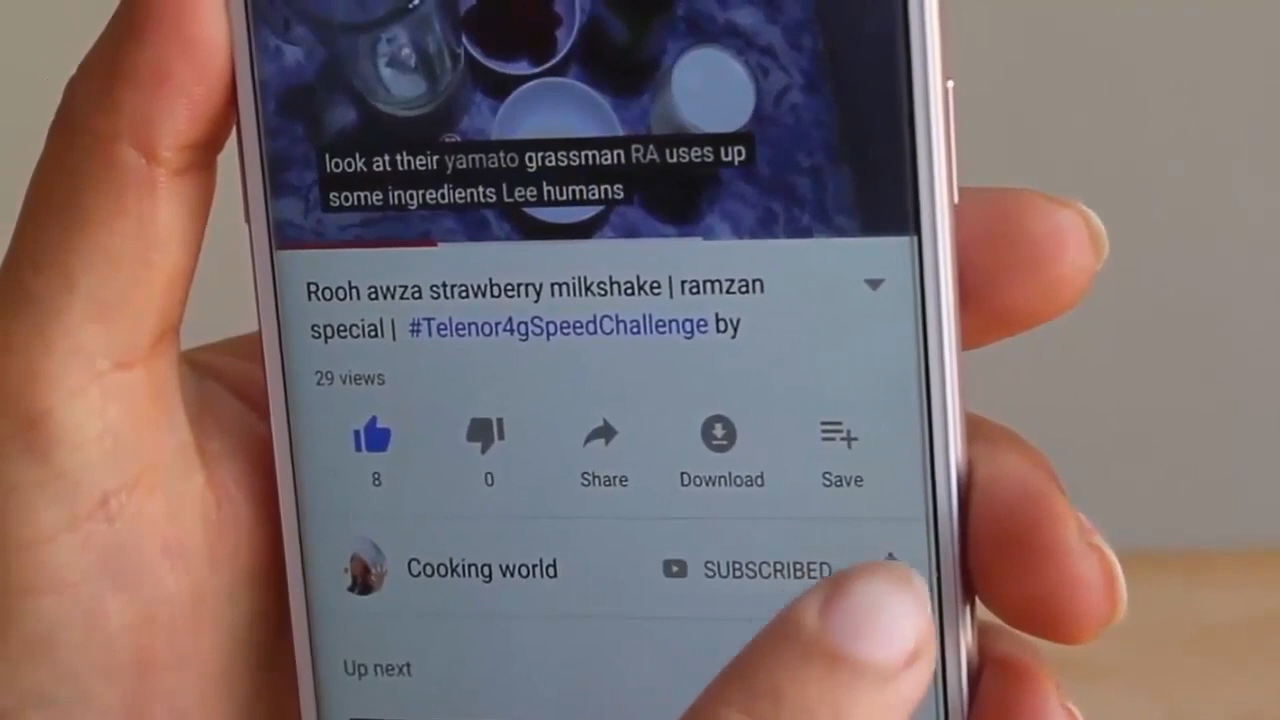 look at their yamato grassman RA uses up
some ingredients Lee humans
Rooh awza strawberry milkshake | ramzan
special | #Telenor4gSpeedChallenge by
29 views
8
0
Share
Download
Save
Cooking world
SUBSCRIBED
Up next